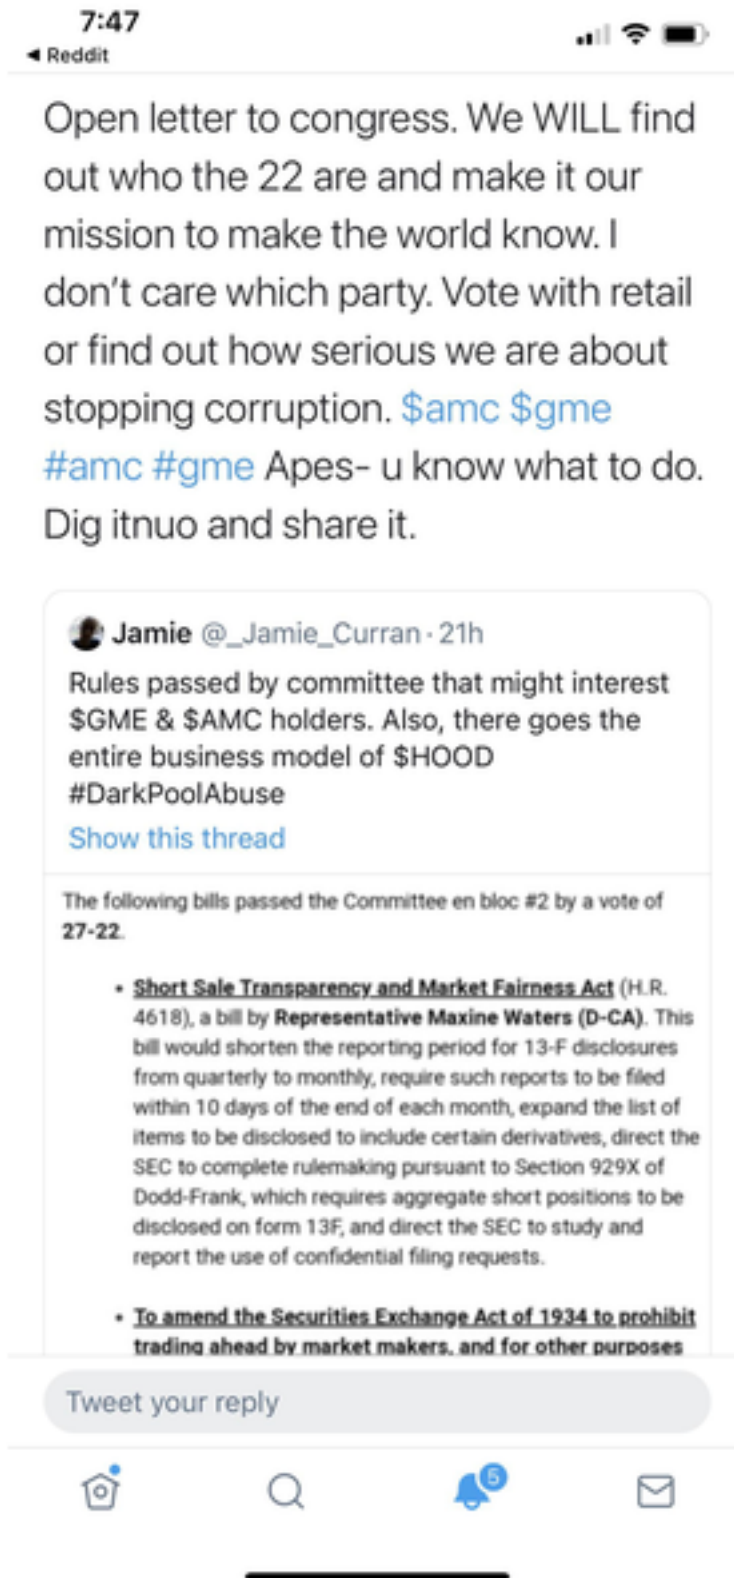 7:47
Reddit
Open letter to congress. We WILL find
out who the 22 are and make it our
mission to make the world know. I
don't care which party. Vote with retail
or find out how serious we are about
stopping corruption. $amc $gme
#amc #gme Apes- u know what to do.
Dig itnuo and share it.
Jamie @_Jamie_Curran · 21h
Rules passed by committee that might interest
$GME & $AMC holders. Also, there goes the
entire business model of $HOOD
#DarkPoolAbuse
Show this thread
The following bills passed the Committee en bloc #2 by a vote of
27-22.
• Short Sale Transparency and Market Fairness Act (H.R.
4618), a bill by Representative Maxine Waters (D-CA). This
bill would shorten the reporting period for 13-F disclosures
from quarterly to monthly, require such reports to be filed
within 10 days of the end of each month, expand the list of
items to be disclosed to include certain derivatives, direct the
SEC to complete rulemaking pursuant to Section 929X of
Dodd-Frank, which requires aggregate short positions to be
disclosed on form 13F, and direct the SEC to study and
report the use of confidential filing requests.
• To amend the Securities Exchange Act of 1934 to prohibit
trading ahead by market makers, and for other purposes
Tweet your reply
5